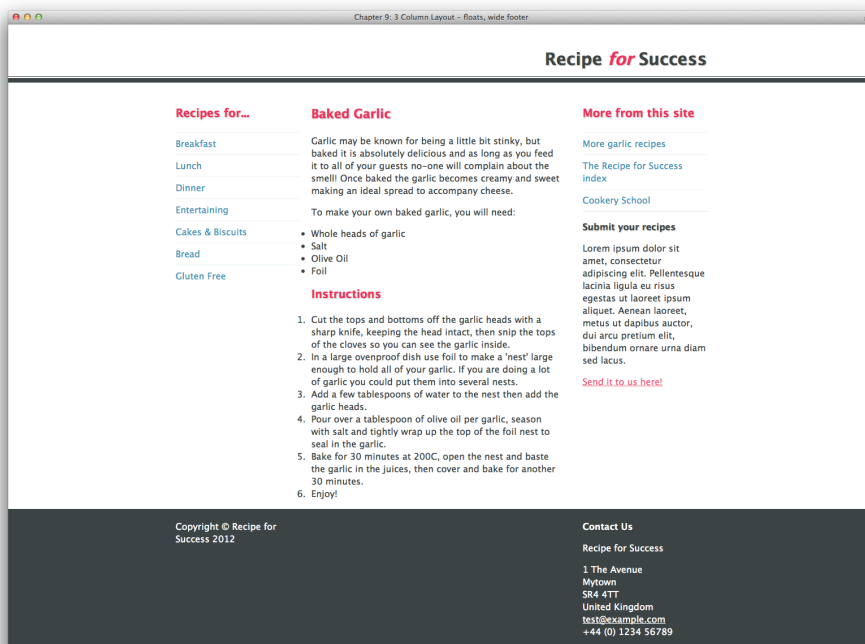 Chapter 9: 3 Column Layout - floats, wide footer
Recipe for Success
Recipes for...
Breakfast
Lunch
Dinner
Entertaining
Cakes & Biscuits
Bread
Gluten Free
Baked Garlic
Garlic may be known for being a little bit stinky, but
baked it is absolutely delicious and as long as you feed
it to all of your guests no-one will complain about the
smell! Once baked the garlic becomes creamy and sweet
making an ideal spread to accompany cheese.
To make your own baked garlic, you will need:
• Whole heads of garlic
• Salt
• Olive Oil
• Foil
Instructions
1. Cut the tops and bottoms off the garlic heads with a
sharp knife, keeping the head intact, then snip the tops
of the cloves so you can see the garlic inside.
2. In a large ovenproof dish use foil to make a 'nest' large
enough to hold all of your garlic. If you are doing a lot
of garlic you could put them into several nests.
3. Add a few tablespoons of water to the nest then add the
garlic heads.
4. Pour over a tablespoon of olive oil per garlic, season
with salt and tightly wrap up the top of the foil nest to
seal in the garlic.
5. Bake for 30 minutes at 200C, open the nest and baste
the garlic in the juices, then cover and bake for another
30 minutes.
6. Enjoy!
More from this site
More garlic recipes
The Recipe for Success
index
Cookery School
Submit your recipes
Lorem ipsum dolor sit
amet, consectetur
adipiscing elit. Pellentesque
lacinia ligula eu risus
egestas ut laoreet ipsum
aliquet. Aenean laoreet,
metus ut dapibus auctor,
dui arcu pretium elit,
bibendum ornare urna diam
sed lacus.
Send it to us here!
Copyright © Recipe for
Success 2012
Contact Us
Recipe for Success
1 The Avenue
Mytown
SR4 4TT
United Kingdom
test@example.com
+44 (0) 1234 56789